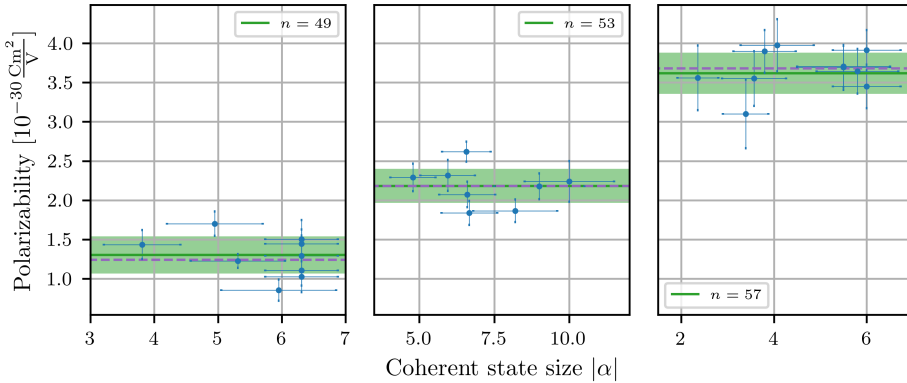 n = 49
n = 53
n = 57
Polarizability [10⁻³⁰ Cm²/V]
4.0
3.5
3.0
2.5
2.0
1.5
1.0
3 4 5 6 7
5.0 7.5 10.0
2 4 6
Coherent state size |α|